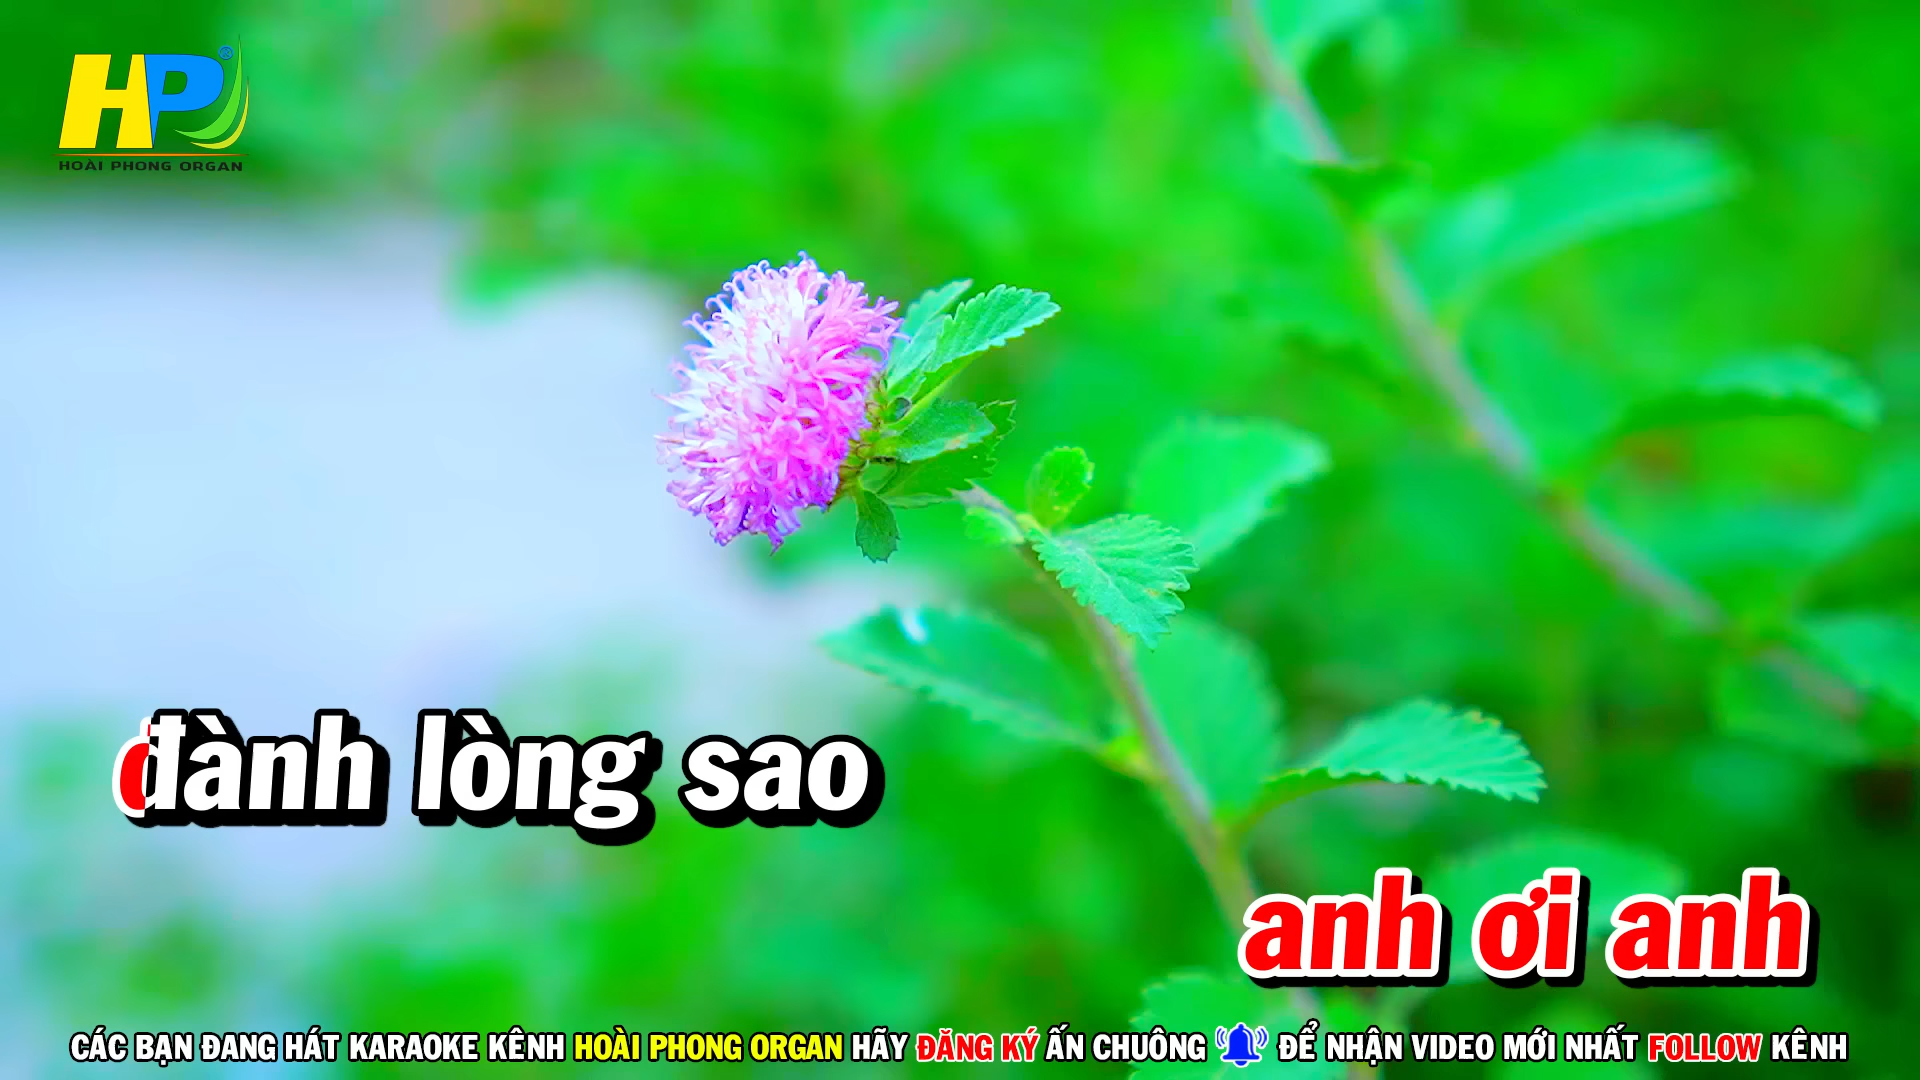 HP®
HOÀI PHONG ORGAN
đành lòng sao
anh ơi anh
CÁC BẠN ĐANG HÁT KARAOKE KÊNH HOÀI PHONG ORGAN HÃY ĐĂNG KÝ ẤN CHUÔNG ĐỂ NHẬN VIDEO MỚI NHẤT FOLLOW KÊNH